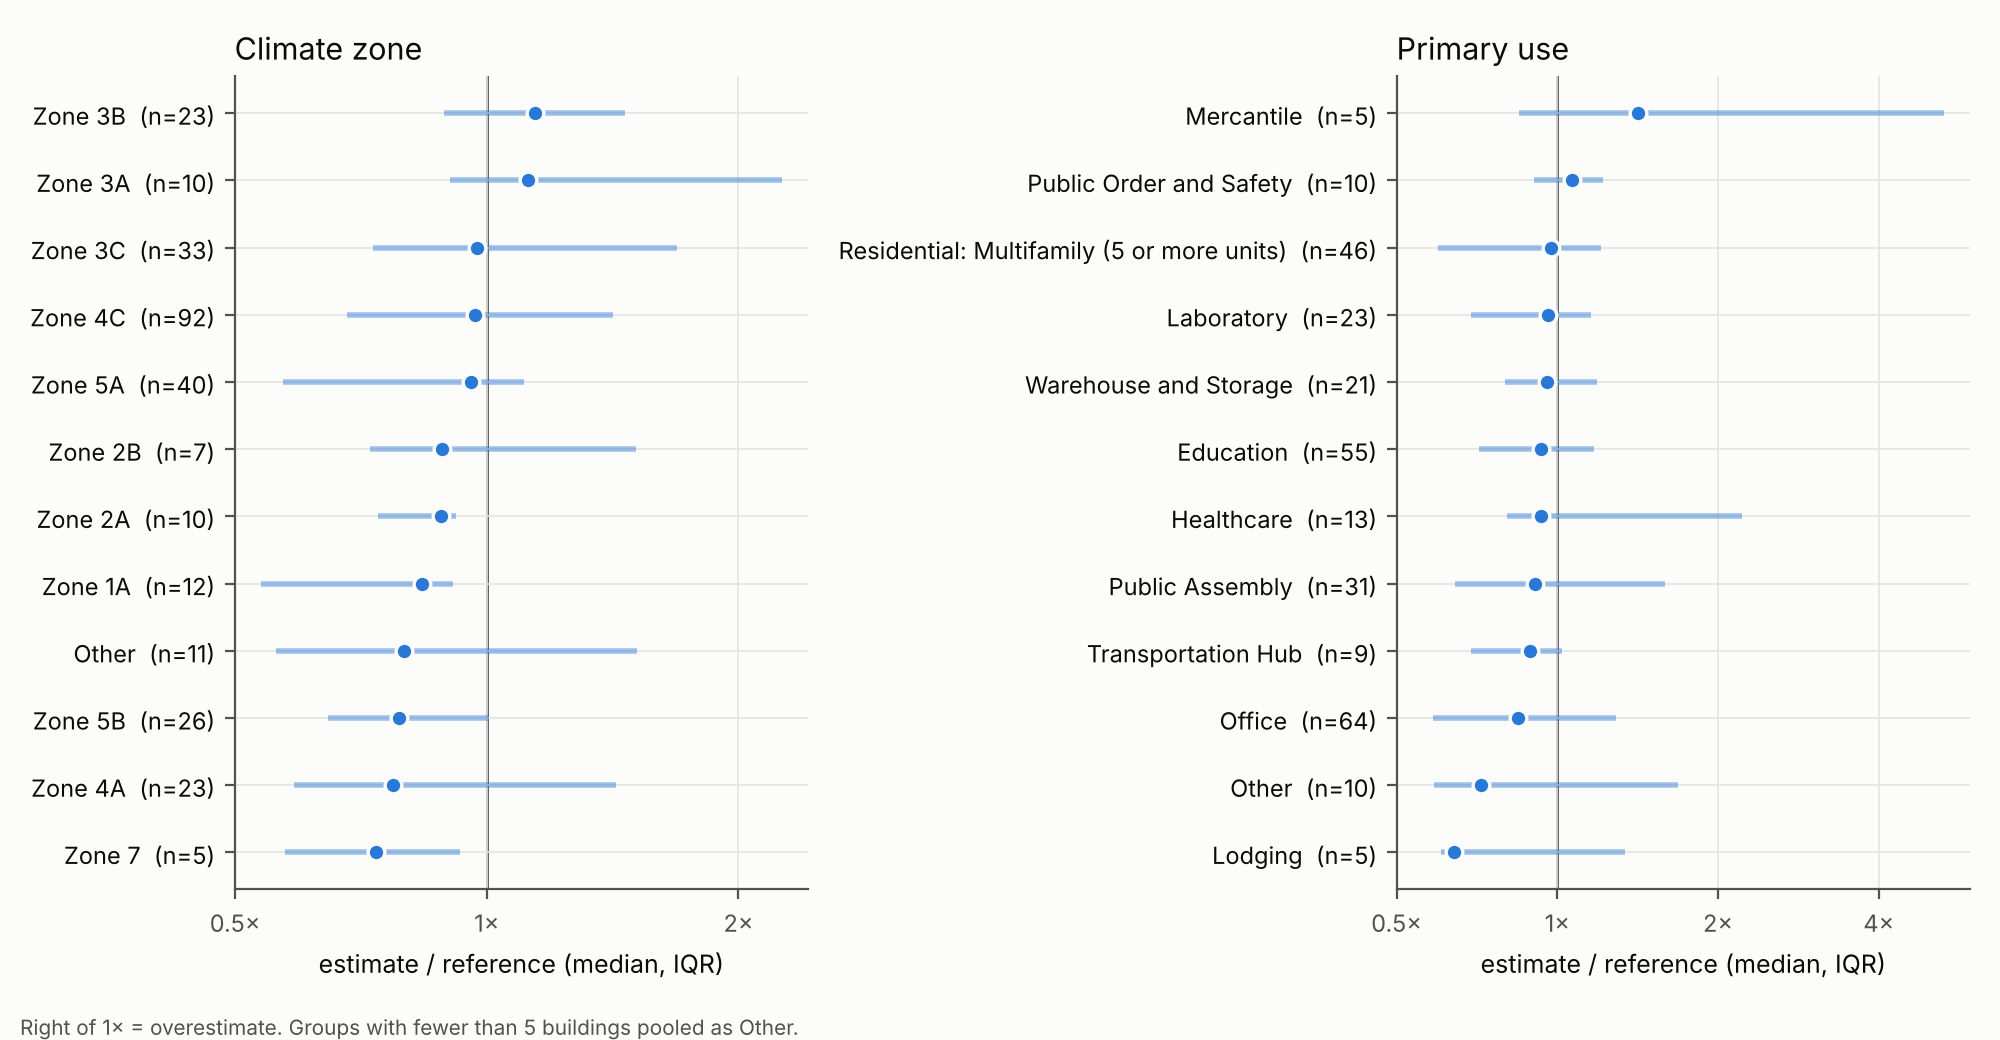 Climate zone
Zone 3B (n=23)
Zone 3A (n=10)
Zone 3C (n=33)
Zone 4C (n=92)
Zone 5A (n=40)
Zone 2B (n=7)
Zone 2A (n=10)
Zone 1A (n=12)
Other (n=11)
Zone 5B (n=26)
Zone 4A (n=23)
Zone 7 (n=5)
0.5× 1× 2×
estimate / reference (median, IQR)
Primary use
Mercantile (n=5)
Public Order and Safety (n=10)
Residential: Multifamily (5 or more units) (n=46)
Laboratory (n=23)
Warehouse and Storage (n=21)
Education (n=55)
Healthcare (n=13)
Public Assembly (n=31)
Transportation Hub (n=9)
Office (n=64)
Other (n=10)
Lodging (n=5)
0.5× 1× 2× 4×
estimate / reference (median, IQR)
Right of 1× = overestimate. Groups with fewer than 5 buildings pooled as Other.